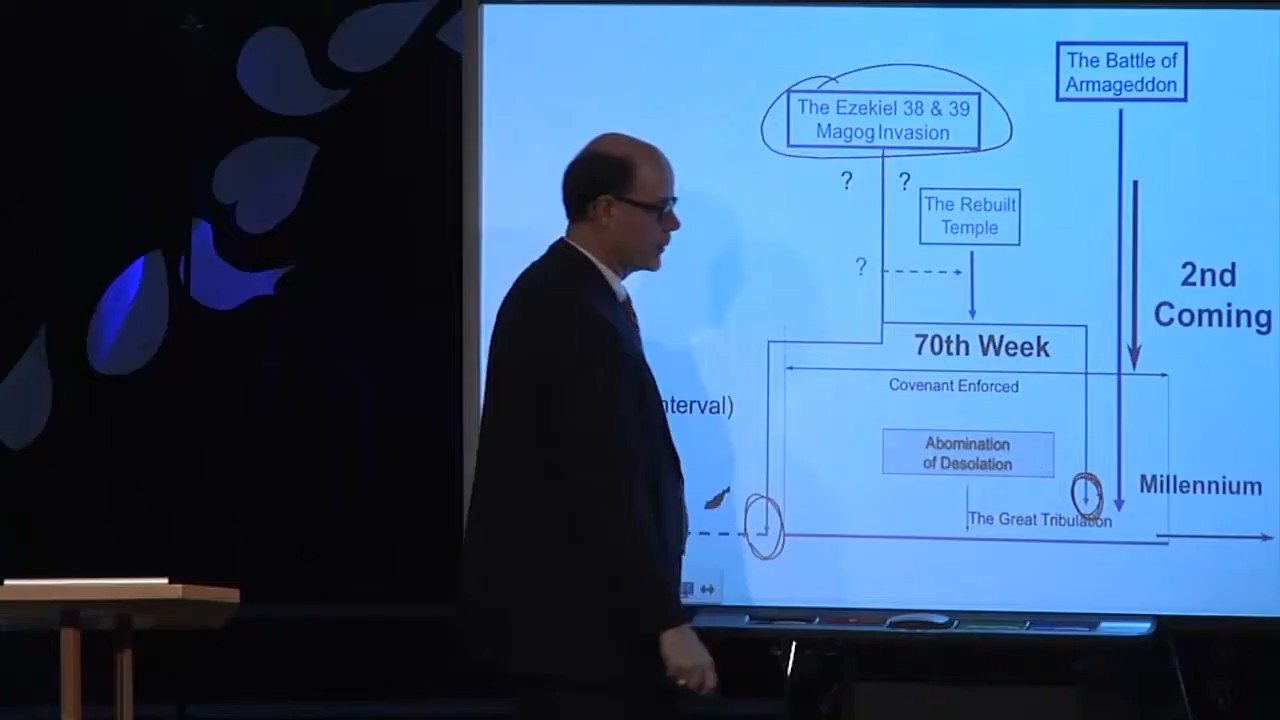 The Battle of
Armageddon
The Ezekiel 38 & 39
Magog Invasion
? ?
The Rebuilt
Temple
?
2nd
Coming
70th Week
Covenant Enforced
nterval)
Abomination
of Desolation
Millennium
The Great Tribulation